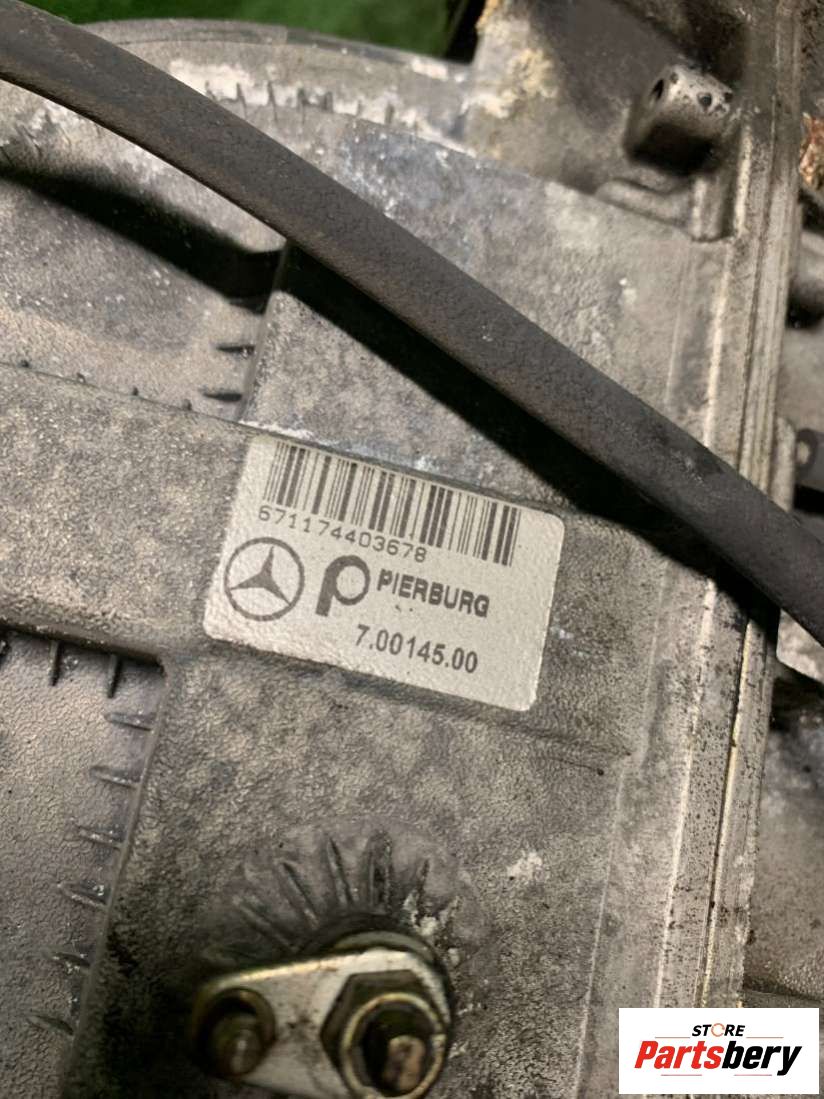 671174403678
PIERBURG
7.00145.00
STORE
Partsbery